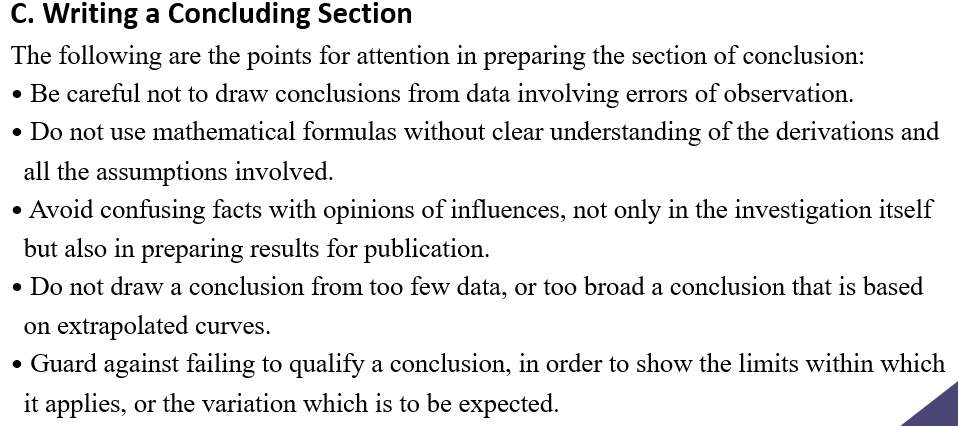 C. Writing a Concluding Section
The following are the points for attention in preparing the section of conclusion:
• Be careful not to draw conclusions from data involving errors of observation.
• Do not use mathematical formulas without clear understanding of the derivations and
all the assumptions involved.
• Avoid confusing facts with opinions of influences, not only in the investigation itself
but also in preparing results for publication.
• Do not draw a conclusion from too few data, or too broad a conclusion that is based
on extrapolated curves.
• Guard against failing to qualify a conclusion, in order to show the limits within which
it applies, or the variation which is to be expected.